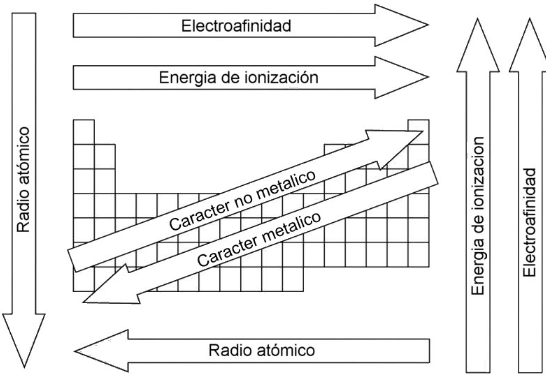 Electroafinidad
Energia de ionización
Radio atómico
Caracter no metalico
Caracter metalico
Energia de ionizacion
Electroafinidad
Radio atómico